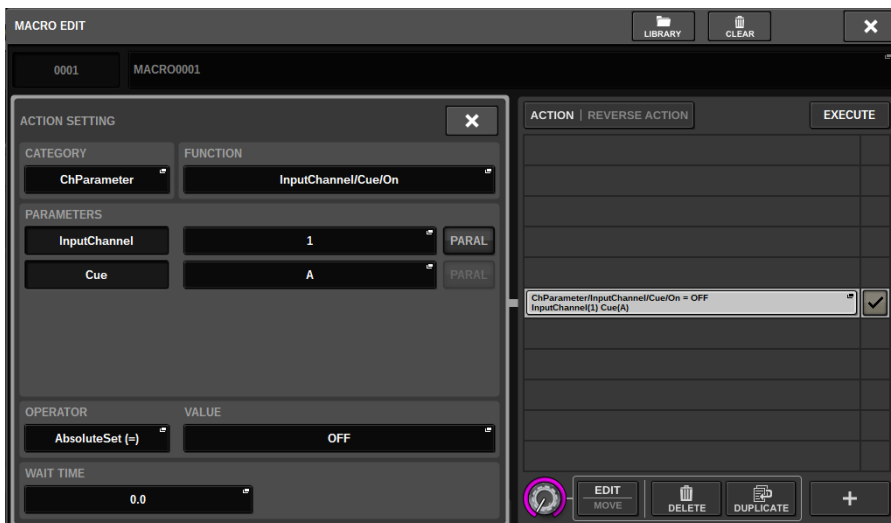 MACRO EDIT
LIBRARY
CLEAR
0001
MACRO0001
ACTION SETTING
CATEGORY
FUNCTION
ChParameter
InputChannel/Cue/On
PARAMETERS
InputChannel
1
PARAL
Cue
A
PARAL
OPERATOR
VALUE
AbsoluteSet (=)
OFF
WAIT TIME
0.0
ACTION | REVERSE ACTION
EXECUTE
ChParameter/InputChannel/Cue/On = OFF
InputChannel(1) Cue(A)
EDIT
MOVE
DELETE
DUPLICATE